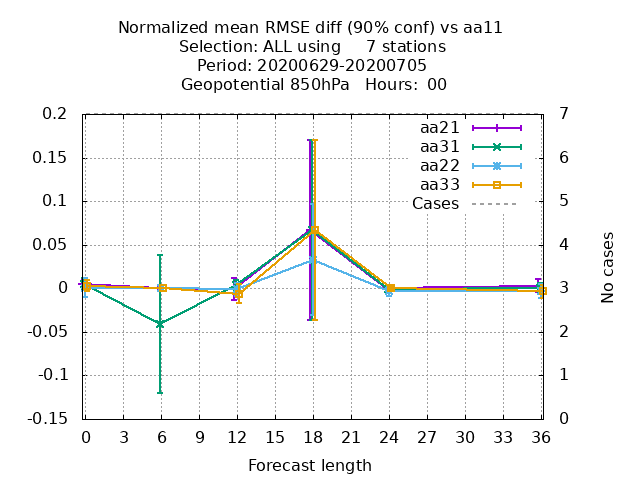 Normalized mean RMSE diff (90% conf) vs aa11
Selection: ALL using     7 stations
Period: 20200629-20200705
Geopotential 850hPa   Hours:  00
0.2
0.15
0.1
0.05
0
-0.05
-0.1
-0.15
7
6
5
4
3
2
1
0
aa21
aa31
aa22
aa33
Cases
No cases
0 3 6 9 12 15 18 21 24 27 30 33 36
Forecast length